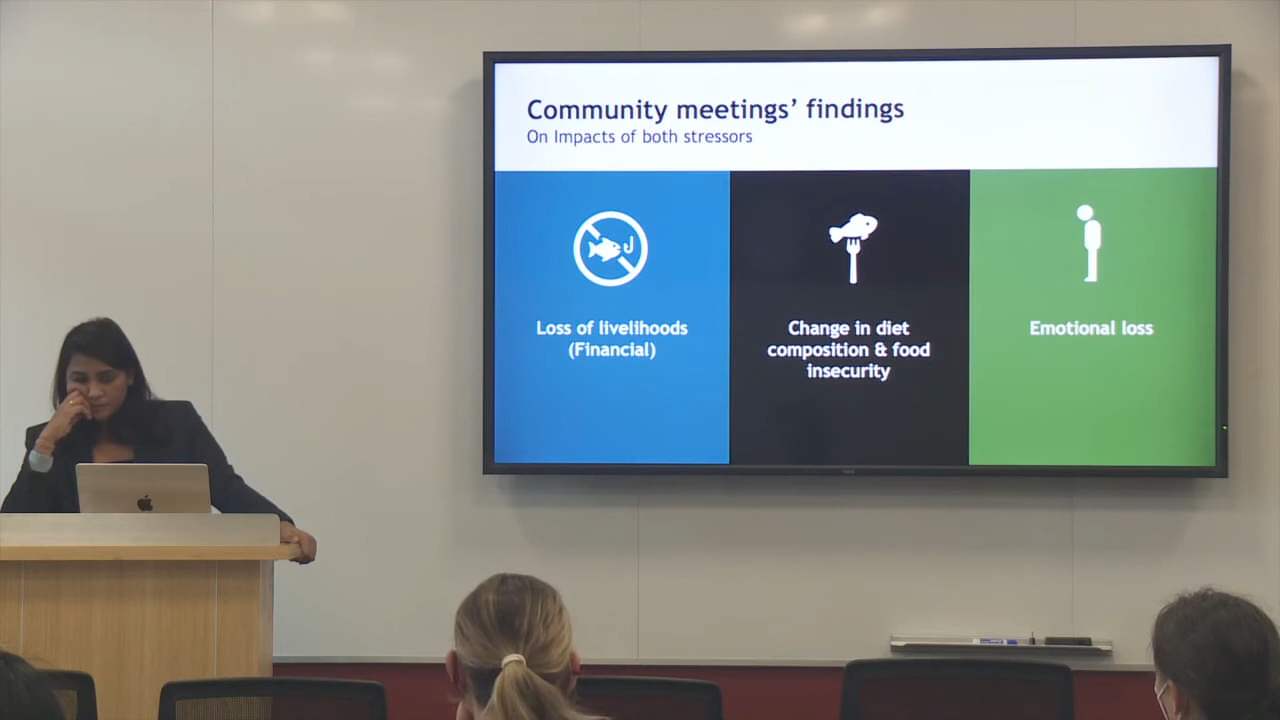 Community meetings' findings
On Impacts of both stressors
Loss of livelihoods
(Financial)
Change in diet
composition & food
insecurity
Emotional loss